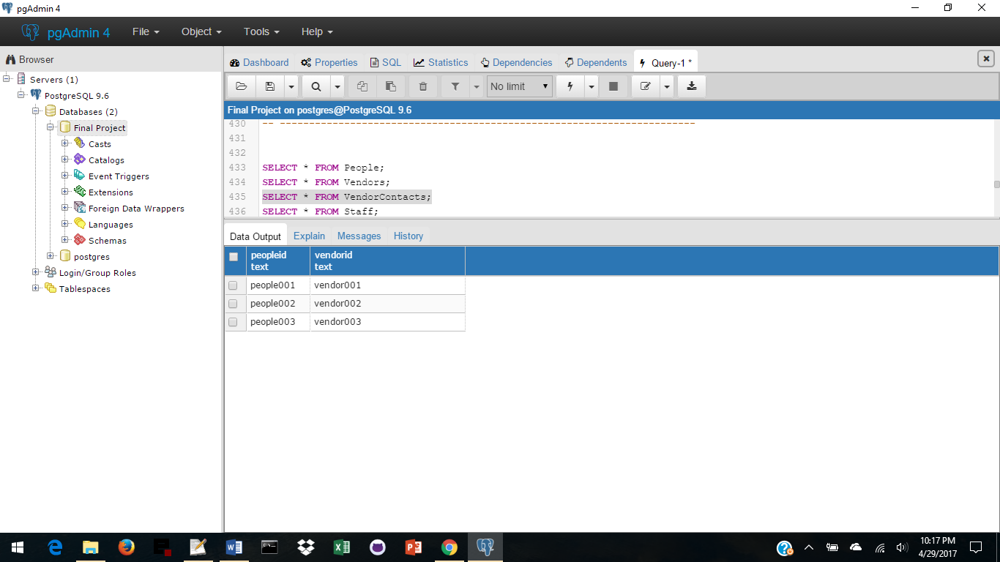 pgAdmin 4
pgAdmin 4 File Object Tools Help
Browser
Servers (1)
PostgreSQL 9.6
Databases (2)
Final Project
Casts
Catalogs
Event Triggers
Extensions
Foreign Data Wrappers
Languages
Schemas
postgres
Login/Group Roles
Tablespaces
Dashboard Properties SQL Statistics Dependencies Dependents Query-1 *
No limit
Final Project on postgres@PostgreSQL 9.6
430 -- -----------------------------------------------------------------------
431
432
433 SELECT * FROM People;
434 SELECT * FROM Vendors;
435 SELECT * FROM VendorContacts;
436 SELECT * FROM Staff;
Data Output Explain Messages History
peopleid vendorid
text text
people001 vendor001
people002 vendor002
people003 vendor003
10:17 PM
4/29/2017